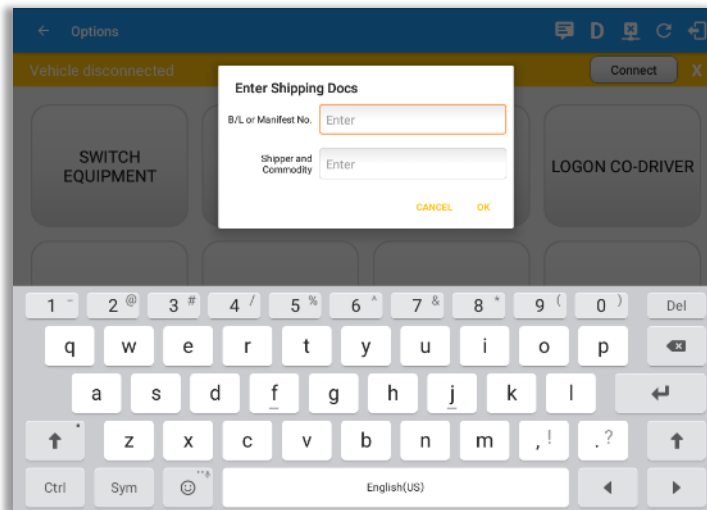 Options
D
Vehicle disconnected
Connect
X
Enter Shipping Docs
B/L or Manifest No.
Enter
Shipper and
Commodity
Enter
CANCEL
OK
SWITCH
EQUIPMENT
LOGON CO-DRIVER
1 - 2 @ 3 # 4 / 5 % 6 ^ 7 & 8 * 9 ( 0 ) Del
q w e r t y u i o p
a s d f g h j k l
z x c v b n m , ! . ?
Ctrl Sym English(US)